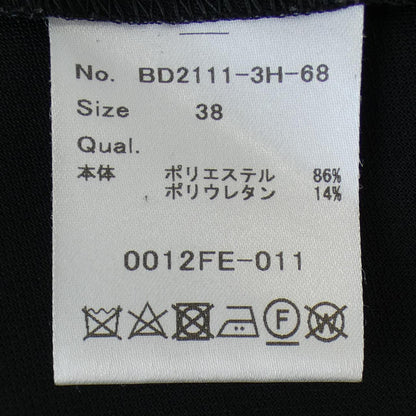 No. BD2111-3H-68
Size 38
Qual.
本体 ポリエステル 86%
ポリウレタン 14%
0012FE-011
F W